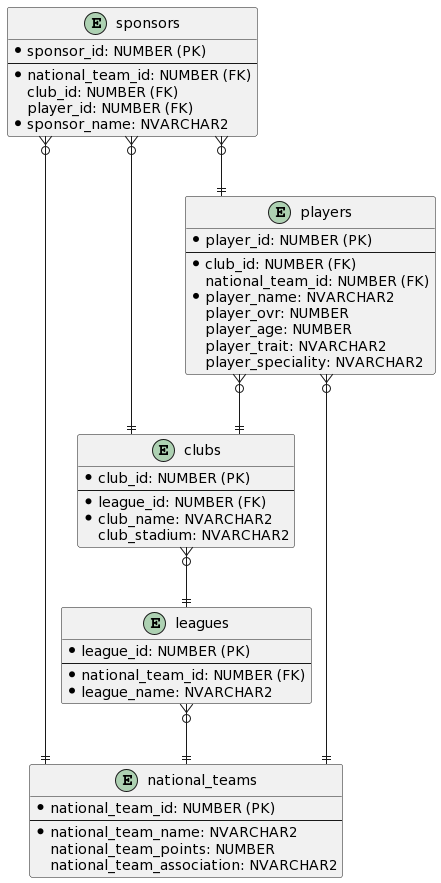 E sponsors
sponsor_id: NUMBER (PK)
national_team_id: NUMBER (FK)
club_id: NUMBER (FK)
player_id: NUMBER (FK)
sponsor_name: NVARCHAR2
E players
player_id: NUMBER (PK)
club_id: NUMBER (FK)
national_team_id: NUMBER (FK)
player_name: NVARCHAR2
player_ovr: NUMBER
player_age: NUMBER
player_trait: NVARCHAR2
player_speciality: NVARCHAR2
E clubs
club_id: NUMBER (PK)
league_id: NUMBER (FK)
club_name: NVARCHAR2
club_stadium: NVARCHAR2
E leagues
league_id: NUMBER (PK)
national_team_id: NUMBER (FK)
league_name: NVARCHAR2
E national_teams
national_team_id: NUMBER (PK)
national_team_name: NVARCHAR2
national_team_points: NUMBER
national_team_association: NVARCHAR2